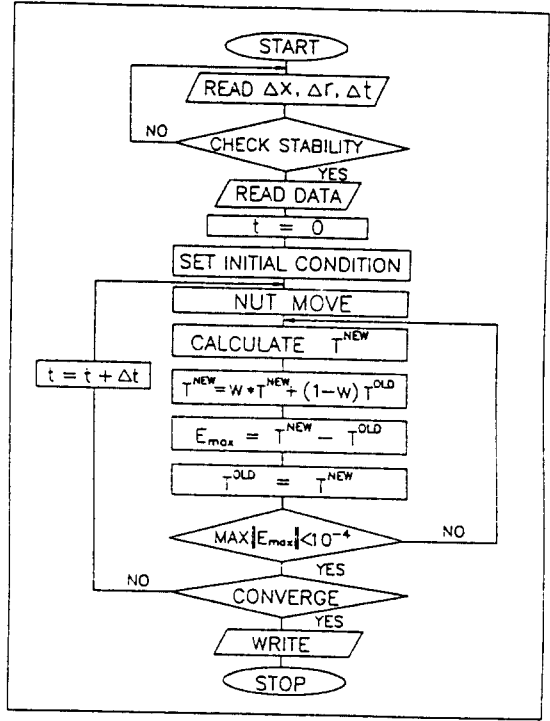 START
READ Δx, Δr, Δt
NO
CHECK STABILITY
YES
READ DATA
t = 0
SET INITIAL CONDITION
NUT MOVE
CALCULATE T^NEW
t = t + Δt
T^NEW = W * T^NEW + (1-W) T^OLD
E_max = T^NEW - T^OLD
T^OLD = T^NEW
MAX|E_max|<10^-4
NO
YES
NO
CONVERGE
YES
WRITE
STOP